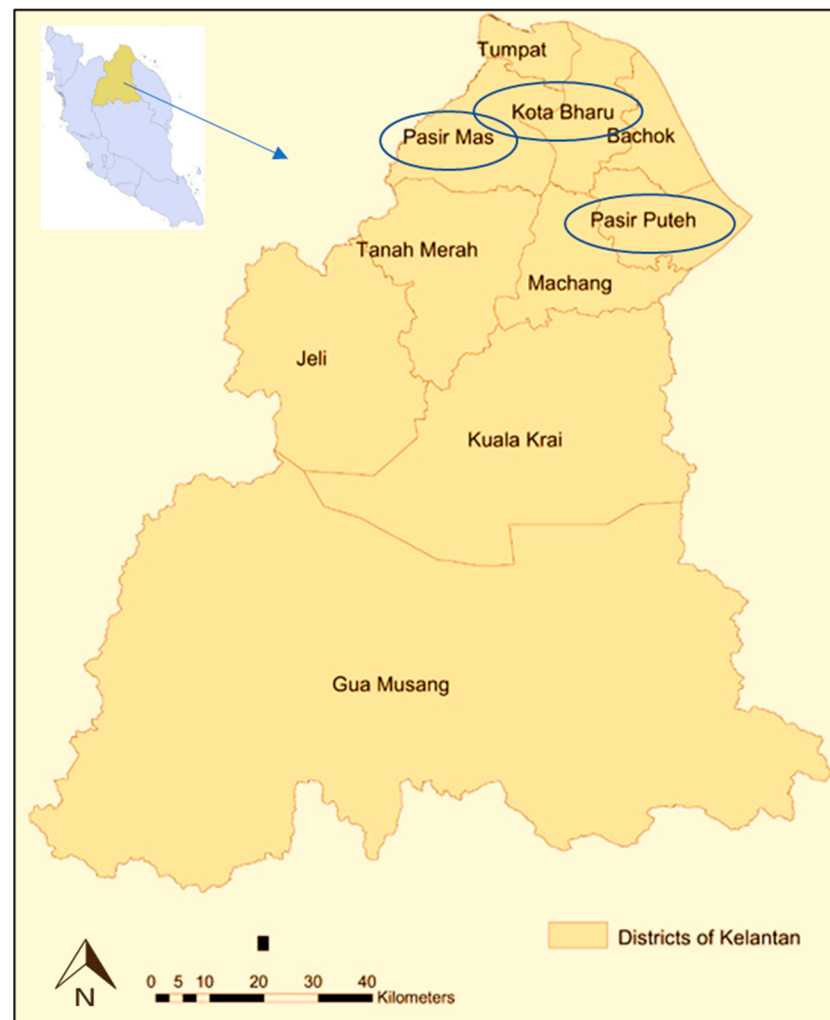 Tumpat
Kota Bharu
Pasir Mas
Bachok
Pasir Puteh
Tanah Merah
Machang
Jeli
Kuala Krai
Gua Musang
Districts of Kelantan
N
0 5 10 20 30 40
Kilometers